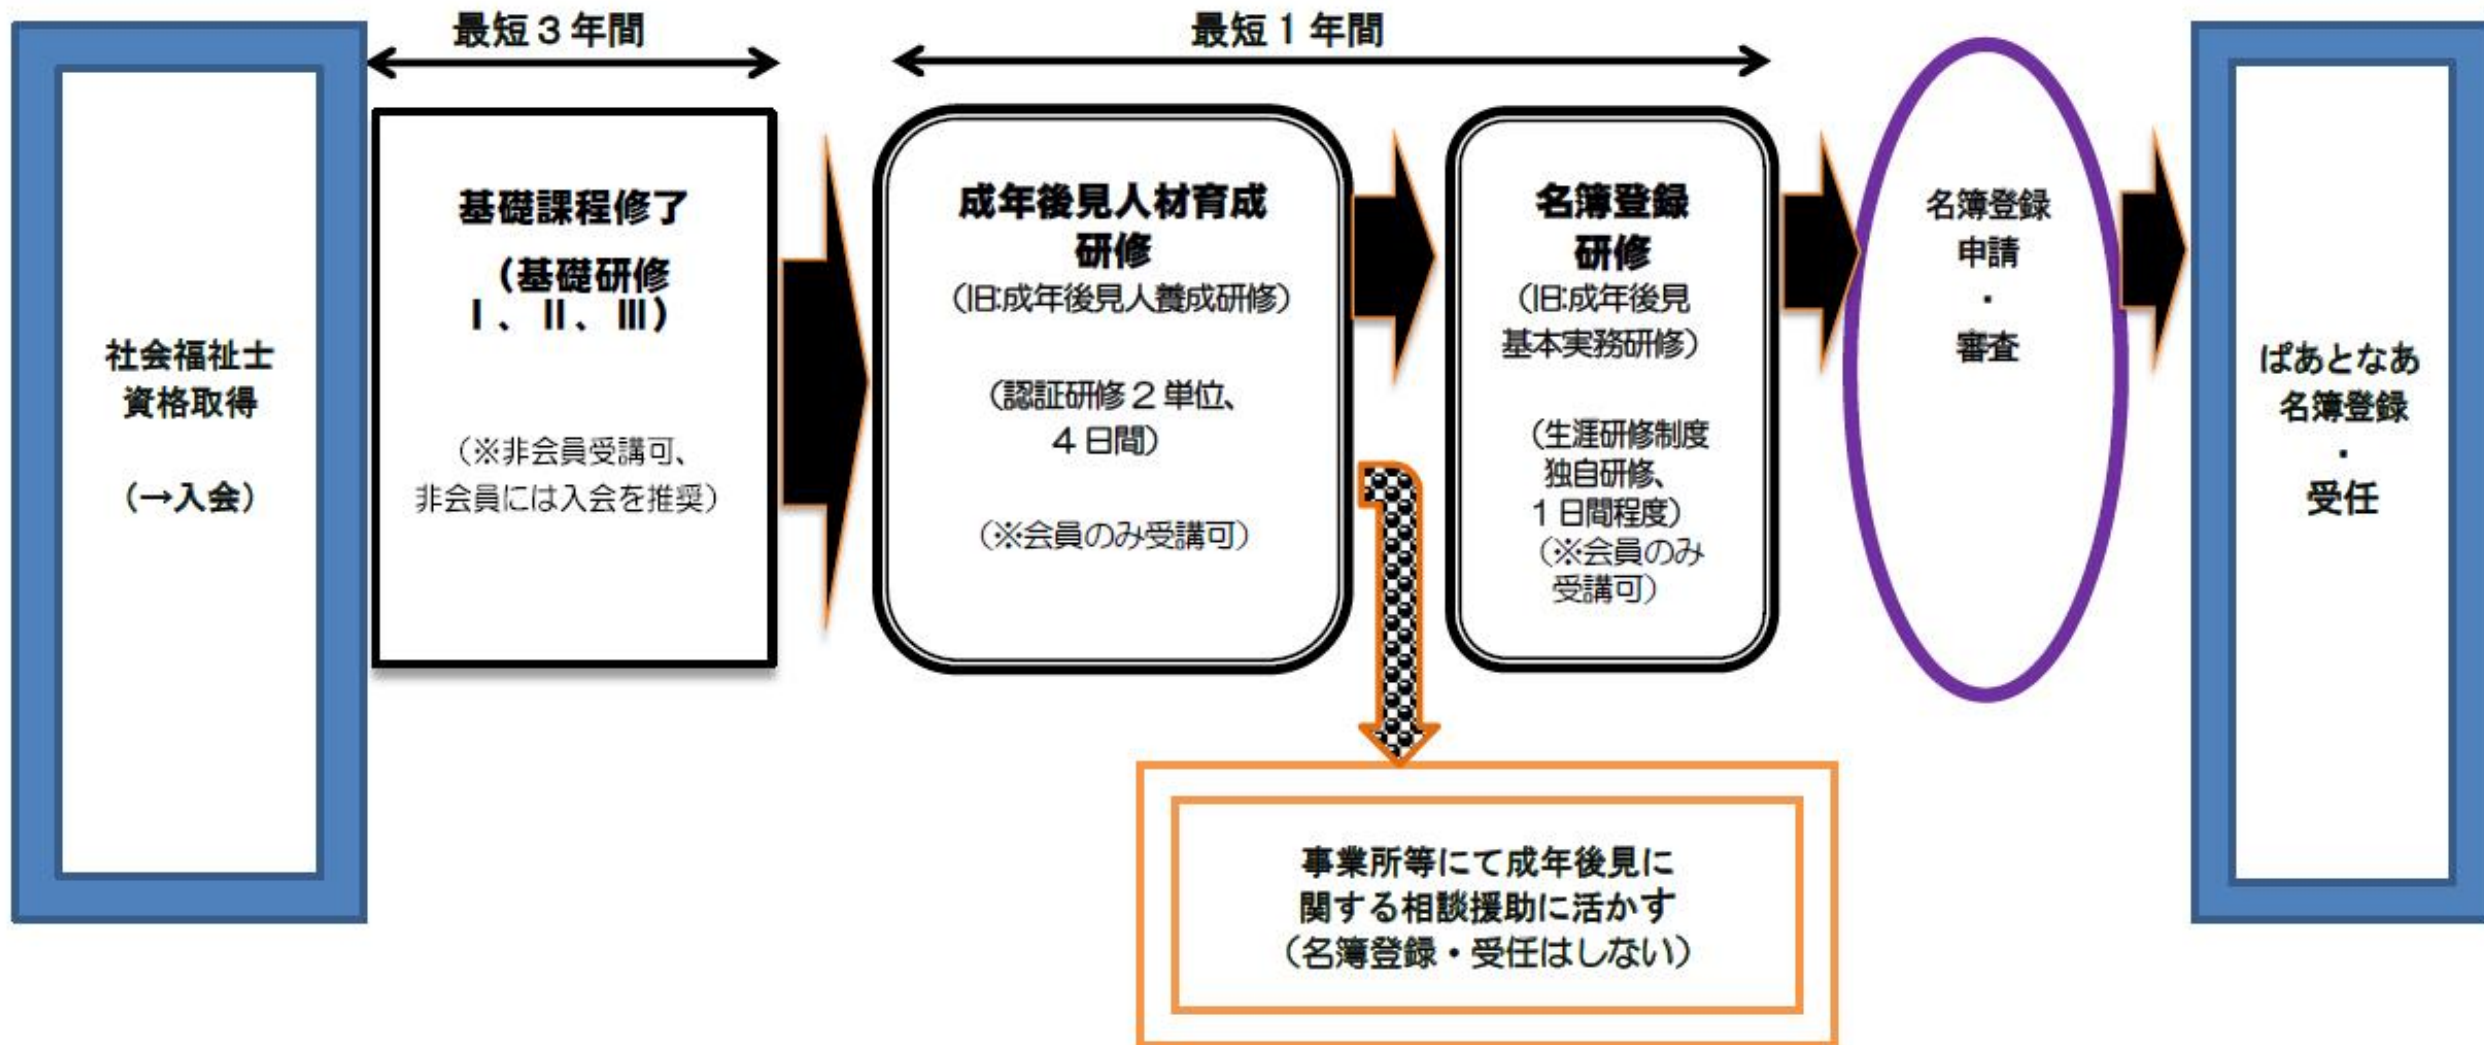 最短３年間
最短１年間
社会福祉士
資格取得
（→入会）
基礎課程修了
（基礎研修
Ⅰ、Ⅱ、Ⅲ）
（※非会員受講可、
非会員には入会を推奨）
成年後見人材育成
研修
（旧:成年後見人養成研修）
（認証研修２単位、
４日間）
（※会員のみ受講可）
名簿登録
研修
（旧:成年後見
基本実務研修）
（生涯研修制度
独自研修、
１日間程度）
（※会員のみ
受講可）
名簿登録
申請
・
審査
ぱあとなあ
名簿登録
・
受任
事業所等にて成年後見に
関する相談援助に活かす
（名簿登録・受任はしない）